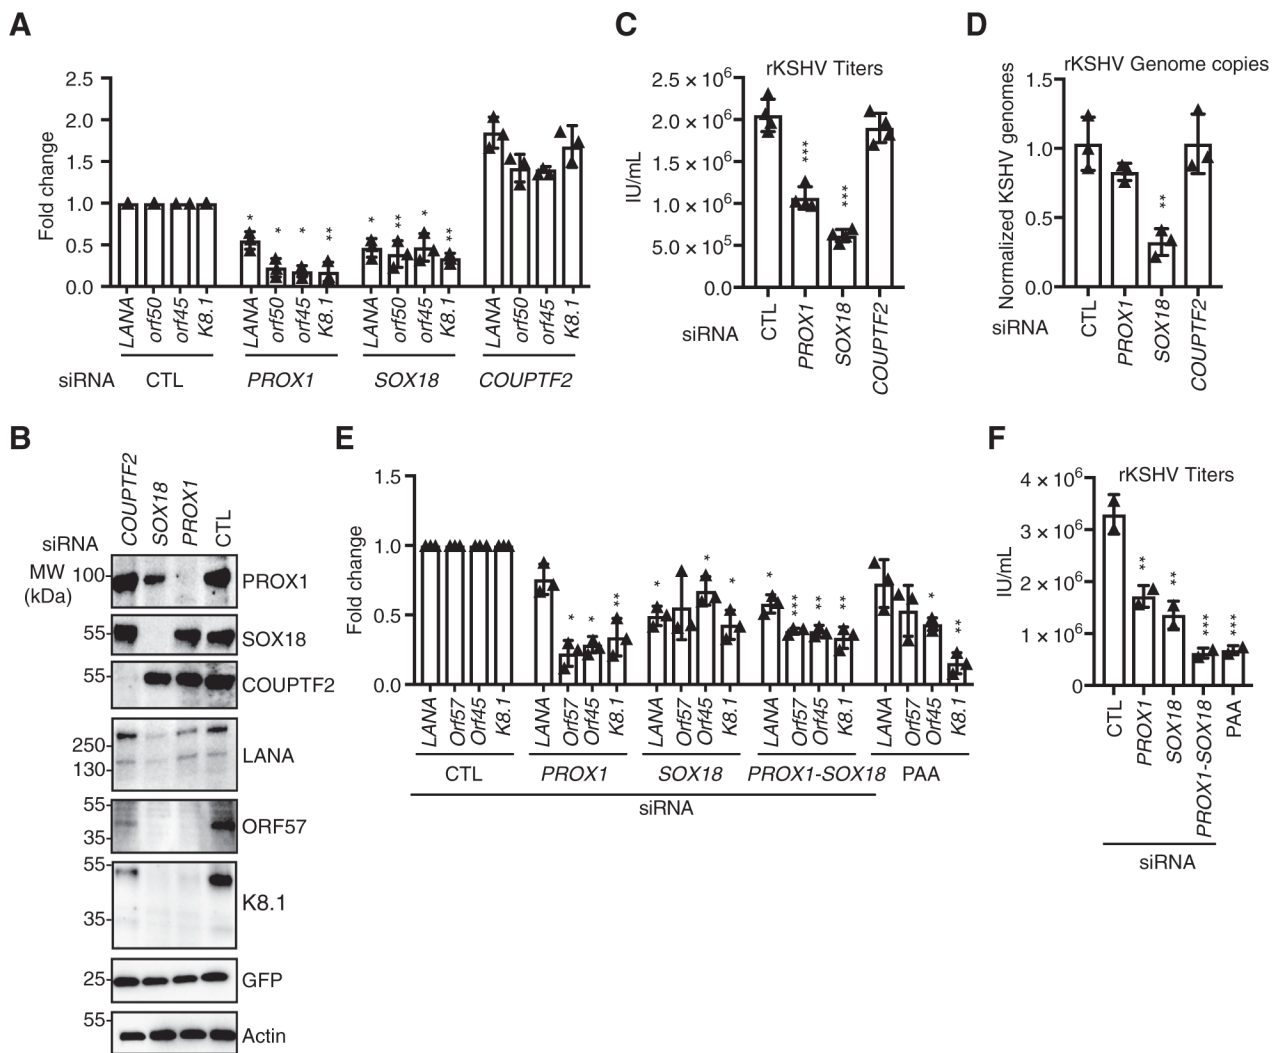 A
2.5
2.0
1.5
1.0
0.5
0.0
Fold change
* * * ** * ** * **
LANA orf50 orf45 K8.1 LANA orf50 orf45 K8.1 LANA orf50 orf45 K8.1 LANA orf50 orf45 K8.1
siRNA CTL PROX1 SOX18 COUPTF2
C
rKSHV Titers
2.5 × 10⁶
2.0 × 10⁶
1.5 × 10⁶
1.0 × 10⁶
5.0 × 10⁵
0.0
IU/mL
*** ***
siRNA CTL PROX1 SOX18 COUPTF2
D
rKSHV Genome copies
1.5
1.0
0.5
0.0
Normalized KSHV genomes
**
siRNA CTL PROX1 SOX18 COUPTF2
B
siRNA COUPTF2 SOX18 PROX1 CTL
MW
(kDa)
100 PROX1
55 SOX18
55 COUPTF2
250
130
LANA
55
35
ORF57
55
35
K8.1
25 GFP
55
Actin
E
1.5
1.0
0.5
0.0
Fold change
* * ** * * * * *** ** ** * **
LANA Orf57 Orf45 K8.1 LANA Orf57 Orf45 K8.1 LANA Orf57 Orf45 K8.1 LANA Orf57 Orf45 K8.1 LANA Orf57 Orf45 K8.1
CTL PROX1 SOX18 PROX1-SOX18 PAA
siRNA
F
rKSHV Titers
4 × 10⁶
3 × 10⁶
2 × 10⁶
1 × 10⁶
0
IU/mL
** ** *** ***
CTL PROX1 SOX18 PROX1-SOX18 PAA
siRNA